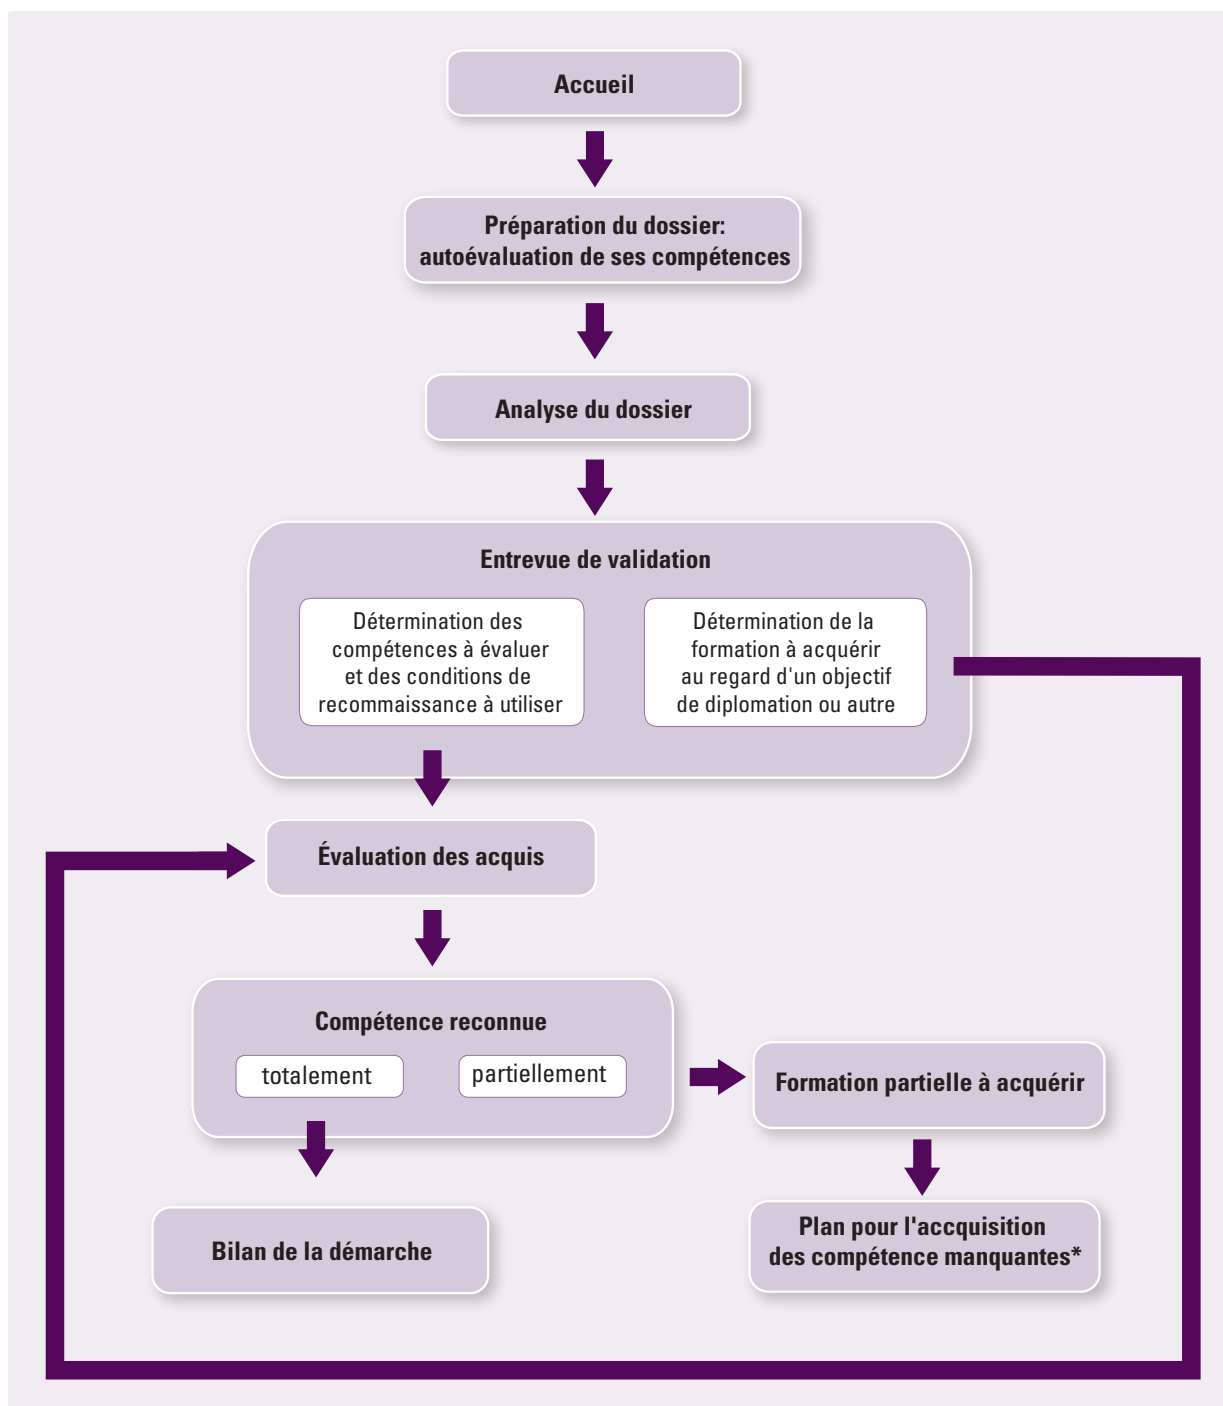 Accueil
Préparation du dossier:
autoévaluation de ses compétences
Analyse du dossier
Entrevue de validation
Détermination des
compétences à évaluer
et des conditions de
recommaissance à utiliser
Détermination de la
formation à acquérir
au regard d'un objectif
de diplomation ou autre
Évaluation des acquis
Compétence reconnue
totalement
partiellement
Formation partielle à acquérir
Bilan de la démarche
Plan pour l'accquisition
des compétence manquantes*